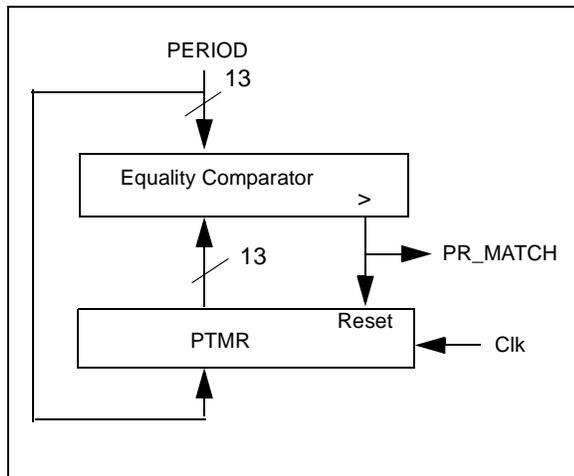 PERIOD
13
Equality Comparator
>
13
PR_MATCH
Reset
PTMR
Clk